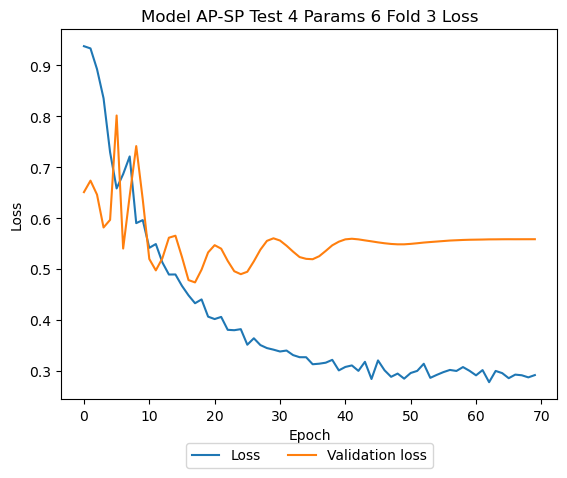 Model AP-SP Test 4 Params 6 Fold 3 Loss
0.9
0.8
0.7
0.6
0.5
0.4
0.3
Loss
0 10 20 30 40 50 60 70
Epoch
Loss Validation loss